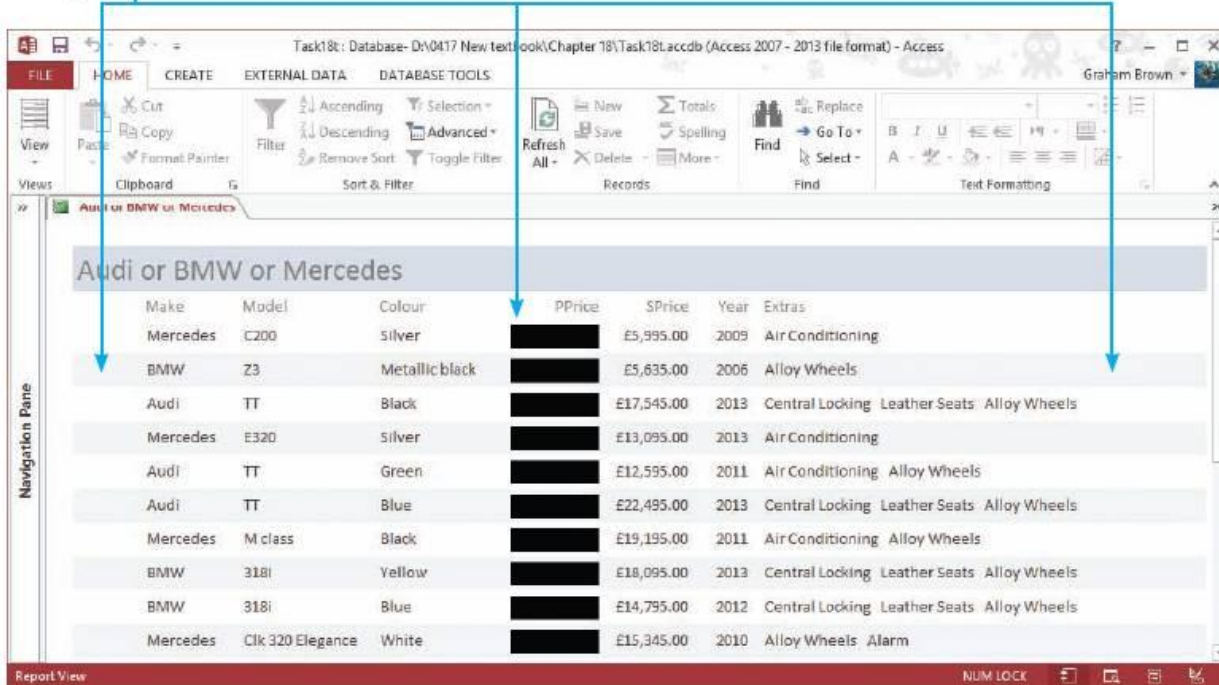 Task18t : Database- D:\0417 New textbook\Chapter 18\Task18t.accdb (Access 2007 - 2013 file format) - Access
FILE HOME CREATE EXTERNAL DATA DATABASE TOOLS Graham Brown
View Paste Cut Copy Format Painter
Filter Ascending Descending Remove Sort Selection Advanced Toggle Filter
Refresh All New Save Delete Totals Spelling More
Find Replace Go To Select
B I U A
Views Clipboard Sort & Filter Records Find Text Formatting
Audi or BMW or Mercedes
Navigation Pane
Audi or BMW or Mercedes
Make Model Colour PPrice SPrice Year Extras
Mercedes C200 Silver £5,995.00 2009 Air Conditioning
BMW Z3 Metallic black £5,635.00 2006 Alloy Wheels
Audi TT Black £17,545.00 2013 Central Locking Leather Seats Alloy Wheels
Mercedes E320 Silver £13,095.00 2013 Air Conditioning
Audi TT Green £12,595.00 2011 Air Conditioning Alloy Wheels
Audi TT Blue £22,495.00 2013 Central Locking Leather Seats Alloy Wheels
Mercedes M class Black £19,195.00 2011 Air Conditioning Alloy Wheels
BMW 318i Yellow £18,095.00 2013 Central Locking Leather Seats Alloy Wheels
BMW 318i Blue £14,795.00 2012 Central Locking Leather Seats Alloy Wheels
Mercedes Clk 320 Elegance White £15,345.00 2010 Alloy Wheels Alarm
Report View NUM LOCK